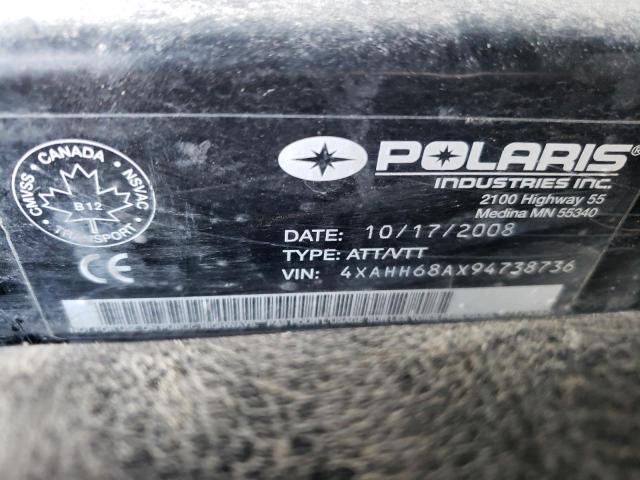 CMVSS CANADA NSVAC
B12
TRANSPORT
POLARIS®
INDUSTRIES INC.
2100 Highway 55
Medina MN 55340
DATE: 10/17/2008
TYPE: ATT/VTT
VIN: 4XAHH68AX94738736
CE